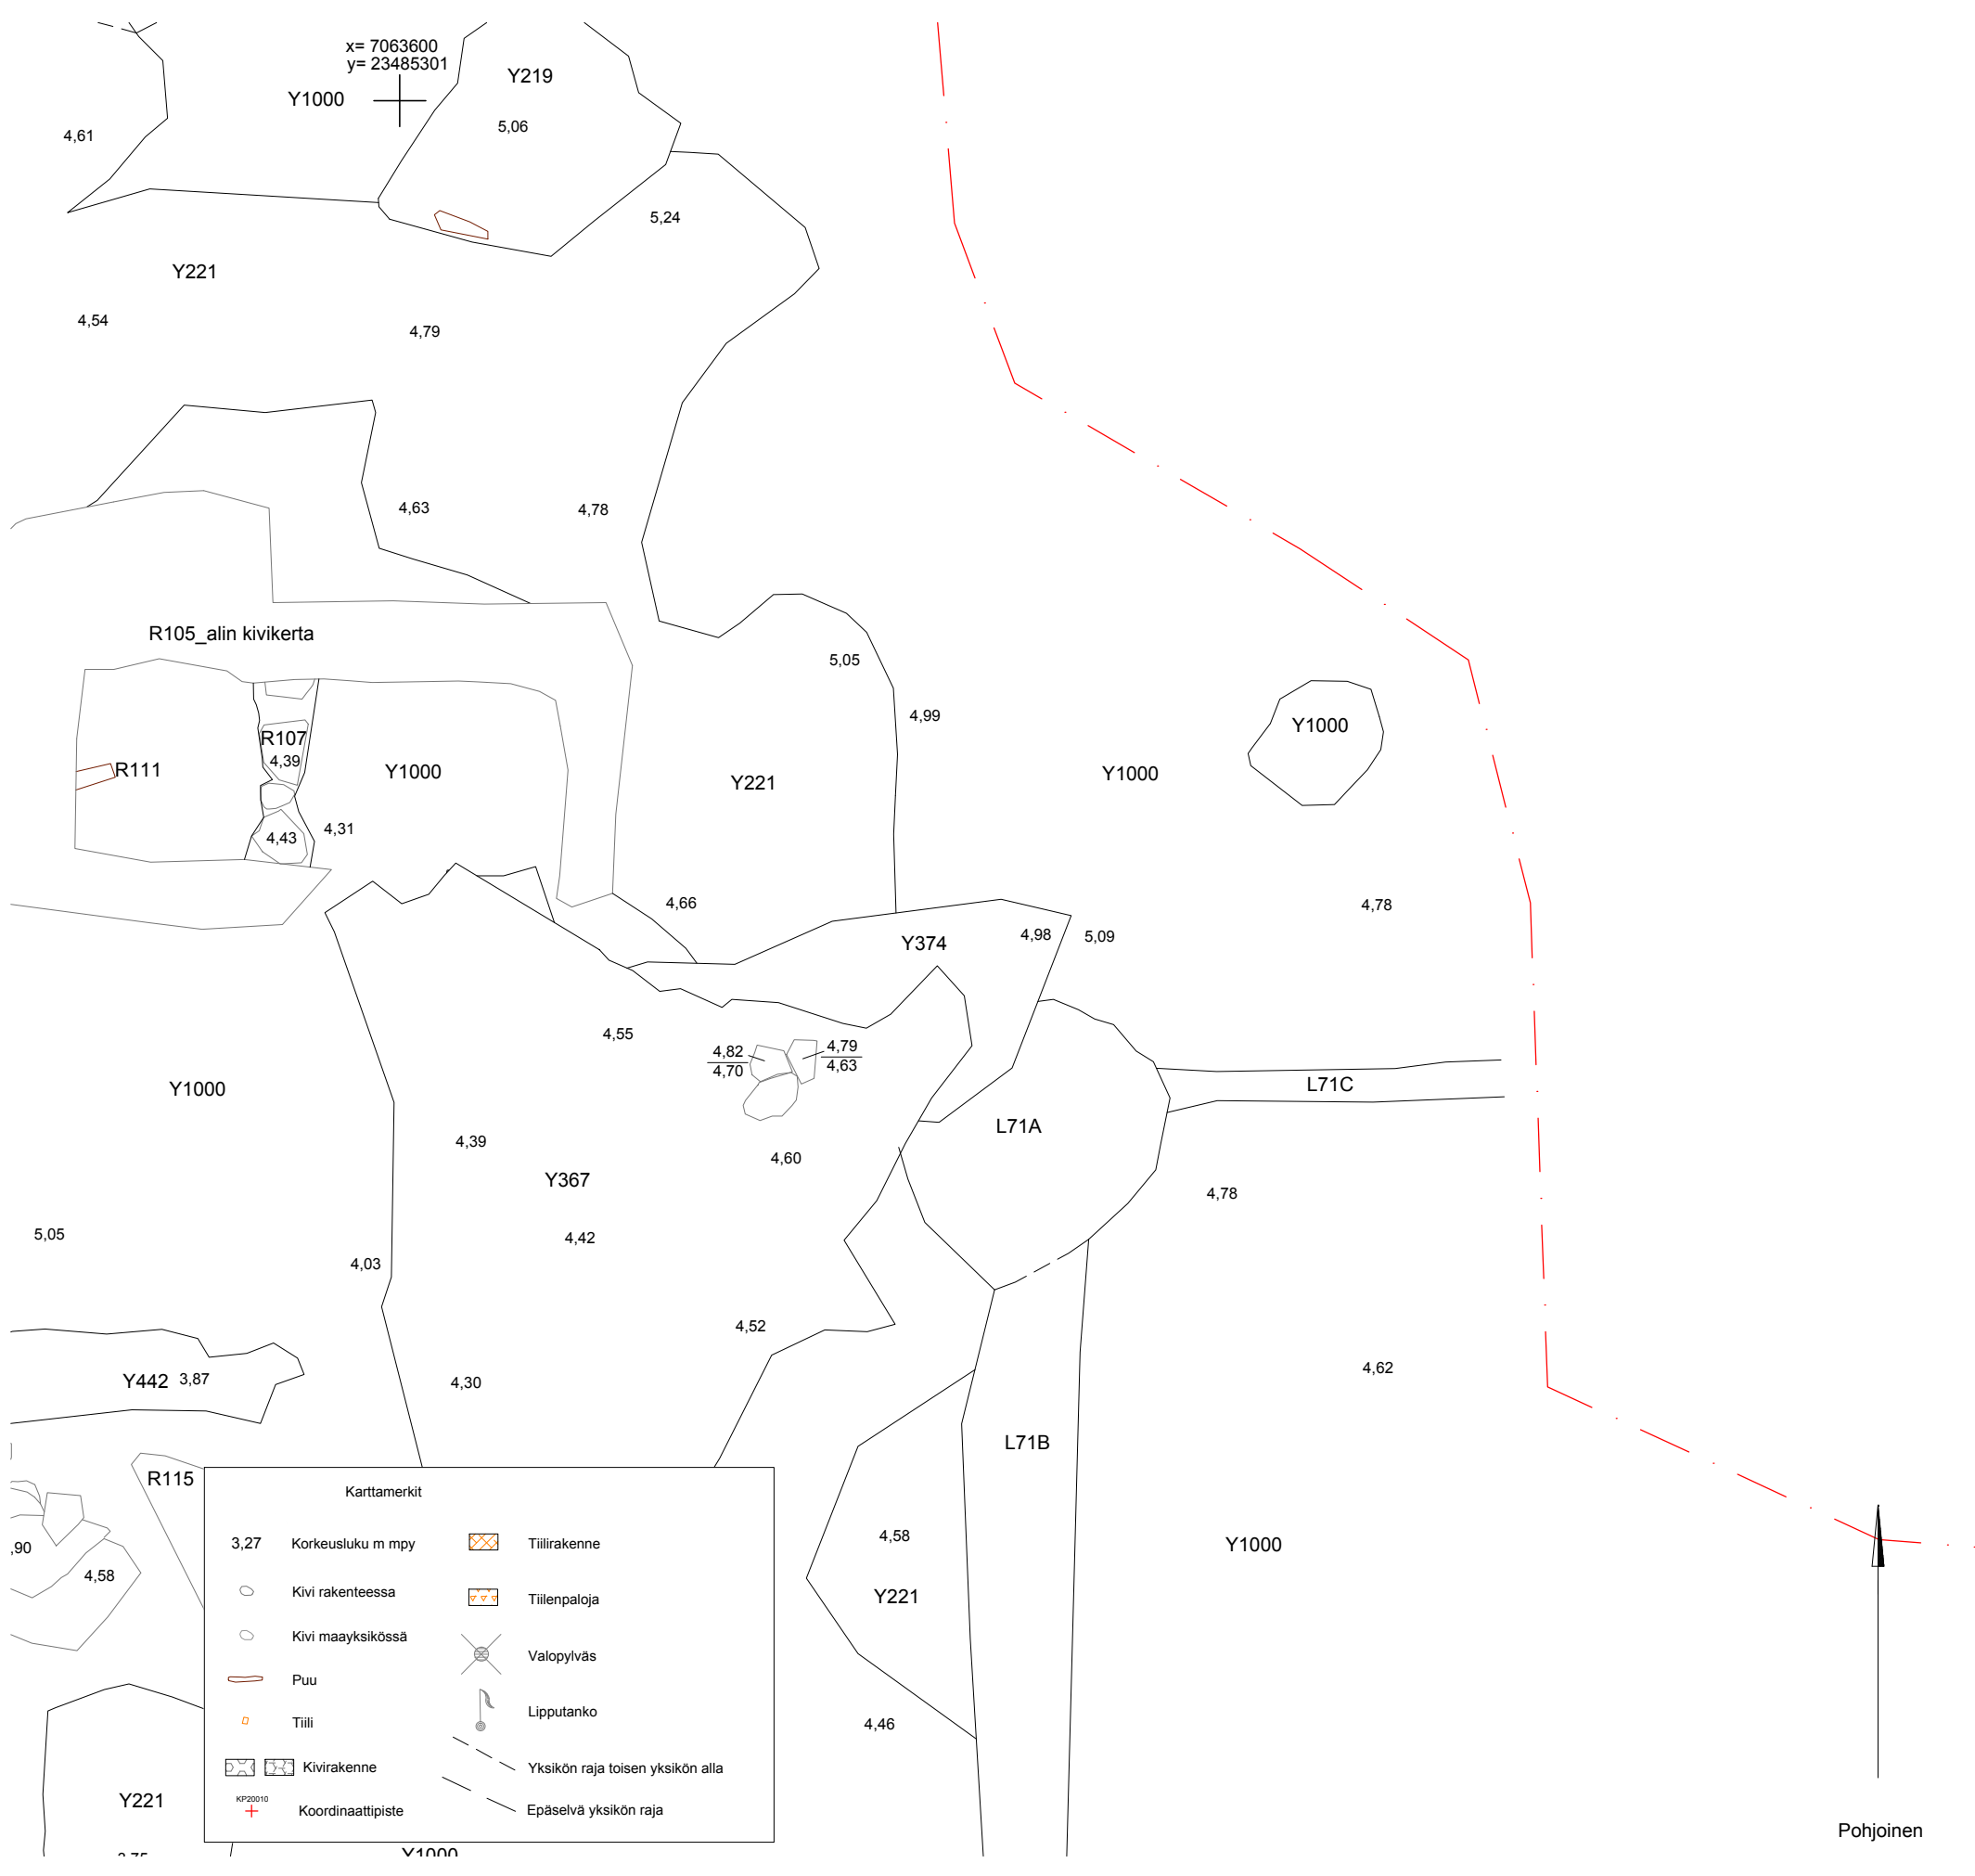 x= 7063600
y= 23485301
Y219
Y1000
5,06
4,61
5,24
Y221
4,54
4,79
4,63
4,78
R105_alin kivikerta
5,05
4,99
Y1000
R107
4,39
R111
Y1000
Y221
Y1000
4,31
4,43
4,66
4,78
Y374
4,98
5,09
4,55
4,82
4,70
4,79
4,63
Y1000
L71C
L71A
4,39
4,60
Y367
4,78
5,05
4,42
4,03
4,52
Y442
3,87
4,30
4,62
L71B
R115
,90
4,58
4,58
Y1000
Y221
4,46
Y221
Karttamerkit
3,27
Korkeusluku m mpy
Kivi rakenteessa
Kivi maayksikössä
Puu
Tiili
Kivirakenne
KP20010
Koordinaattipiste
Tiilirakenne
Tiilenpaloja
Valopylväs
Lipputanko
Yksikön raja toisen yksikön alla
Epäselvä yksikön raja
Pohjoinen
Y1000